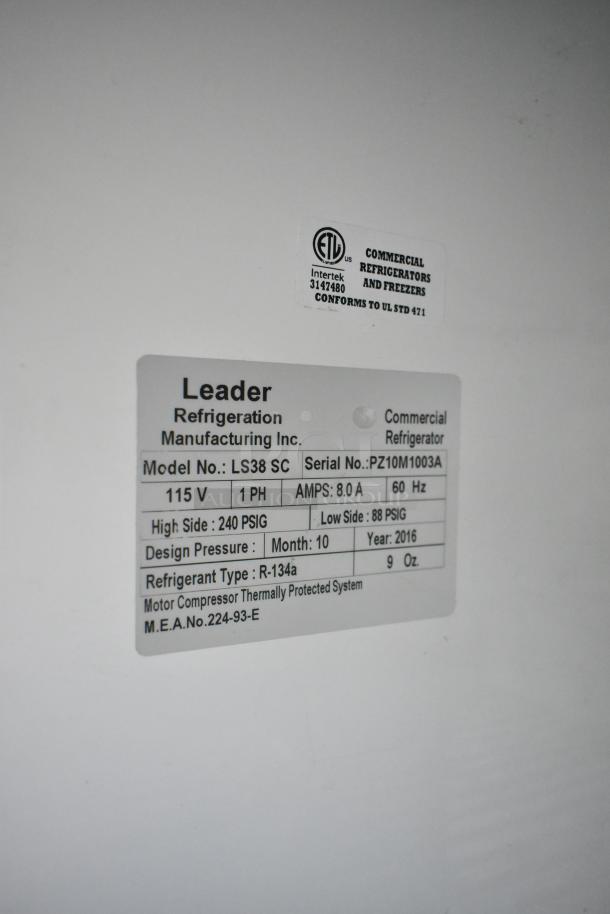 ETL
US
Intertek
3147480
COMMERCIAL
REFRIGERATORS
AND FREEZERS
CONFORMS TO UL STD 471
Leader
Refrigeration
Manufacturing Inc.
Commercial
Refrigerator
Model No.: LS38 SC Serial No.:PZ10M1003A
115 V 1 PH AMPS: 8.0 A 60 Hz
High Side : 240 PSIG Low Side : 88 PSIG
Design Pressure : Month: 10 Year: 2016
Refrigerant Type : R-134a 9 Oz.
Motor Compressor Thermally Protected System
M.E.A.No.224-93-E
AUCTION GROUP